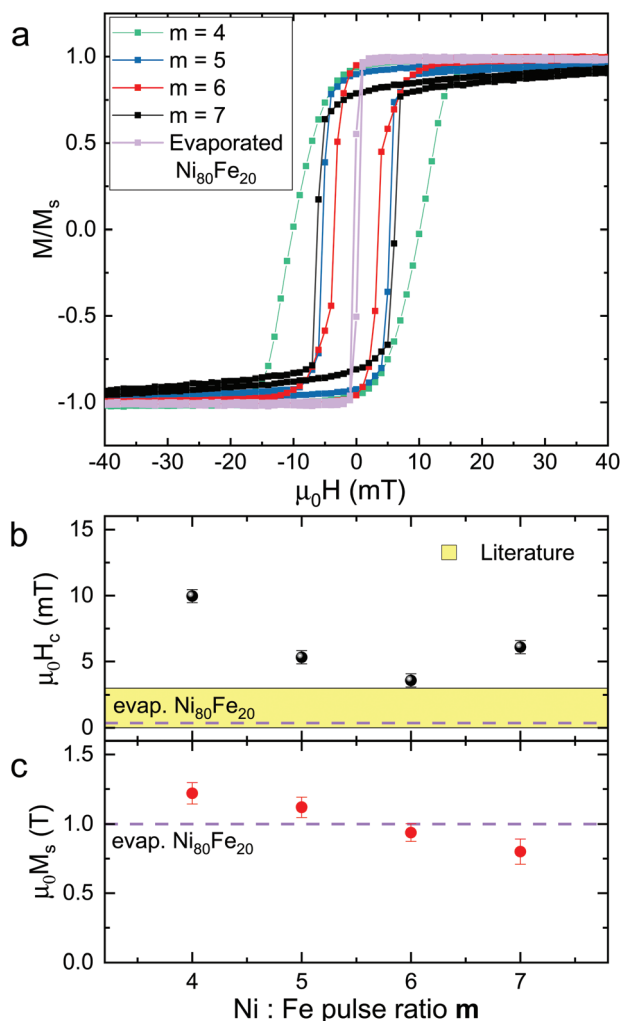 a
m = 4
m = 5
m = 6
m = 7
Evaporated
Ni₈₀Fe₂₀
M/Mₛ
1.0
0.5
0.0
-0.5
-1.0
-40 -30 -20 -10 0 10 20 30 40
μ₀H (mT)
b
Literature
μ₀H꜀ (mT)
15
10
5
evap. Ni₈₀Fe₂₀
0
c
μ₀Mₛ (T)
1.5
1.0
evap. Ni₈₀Fe₂₀
0.5
0.0
4 5 6 7
Ni : Fe pulse ratio m